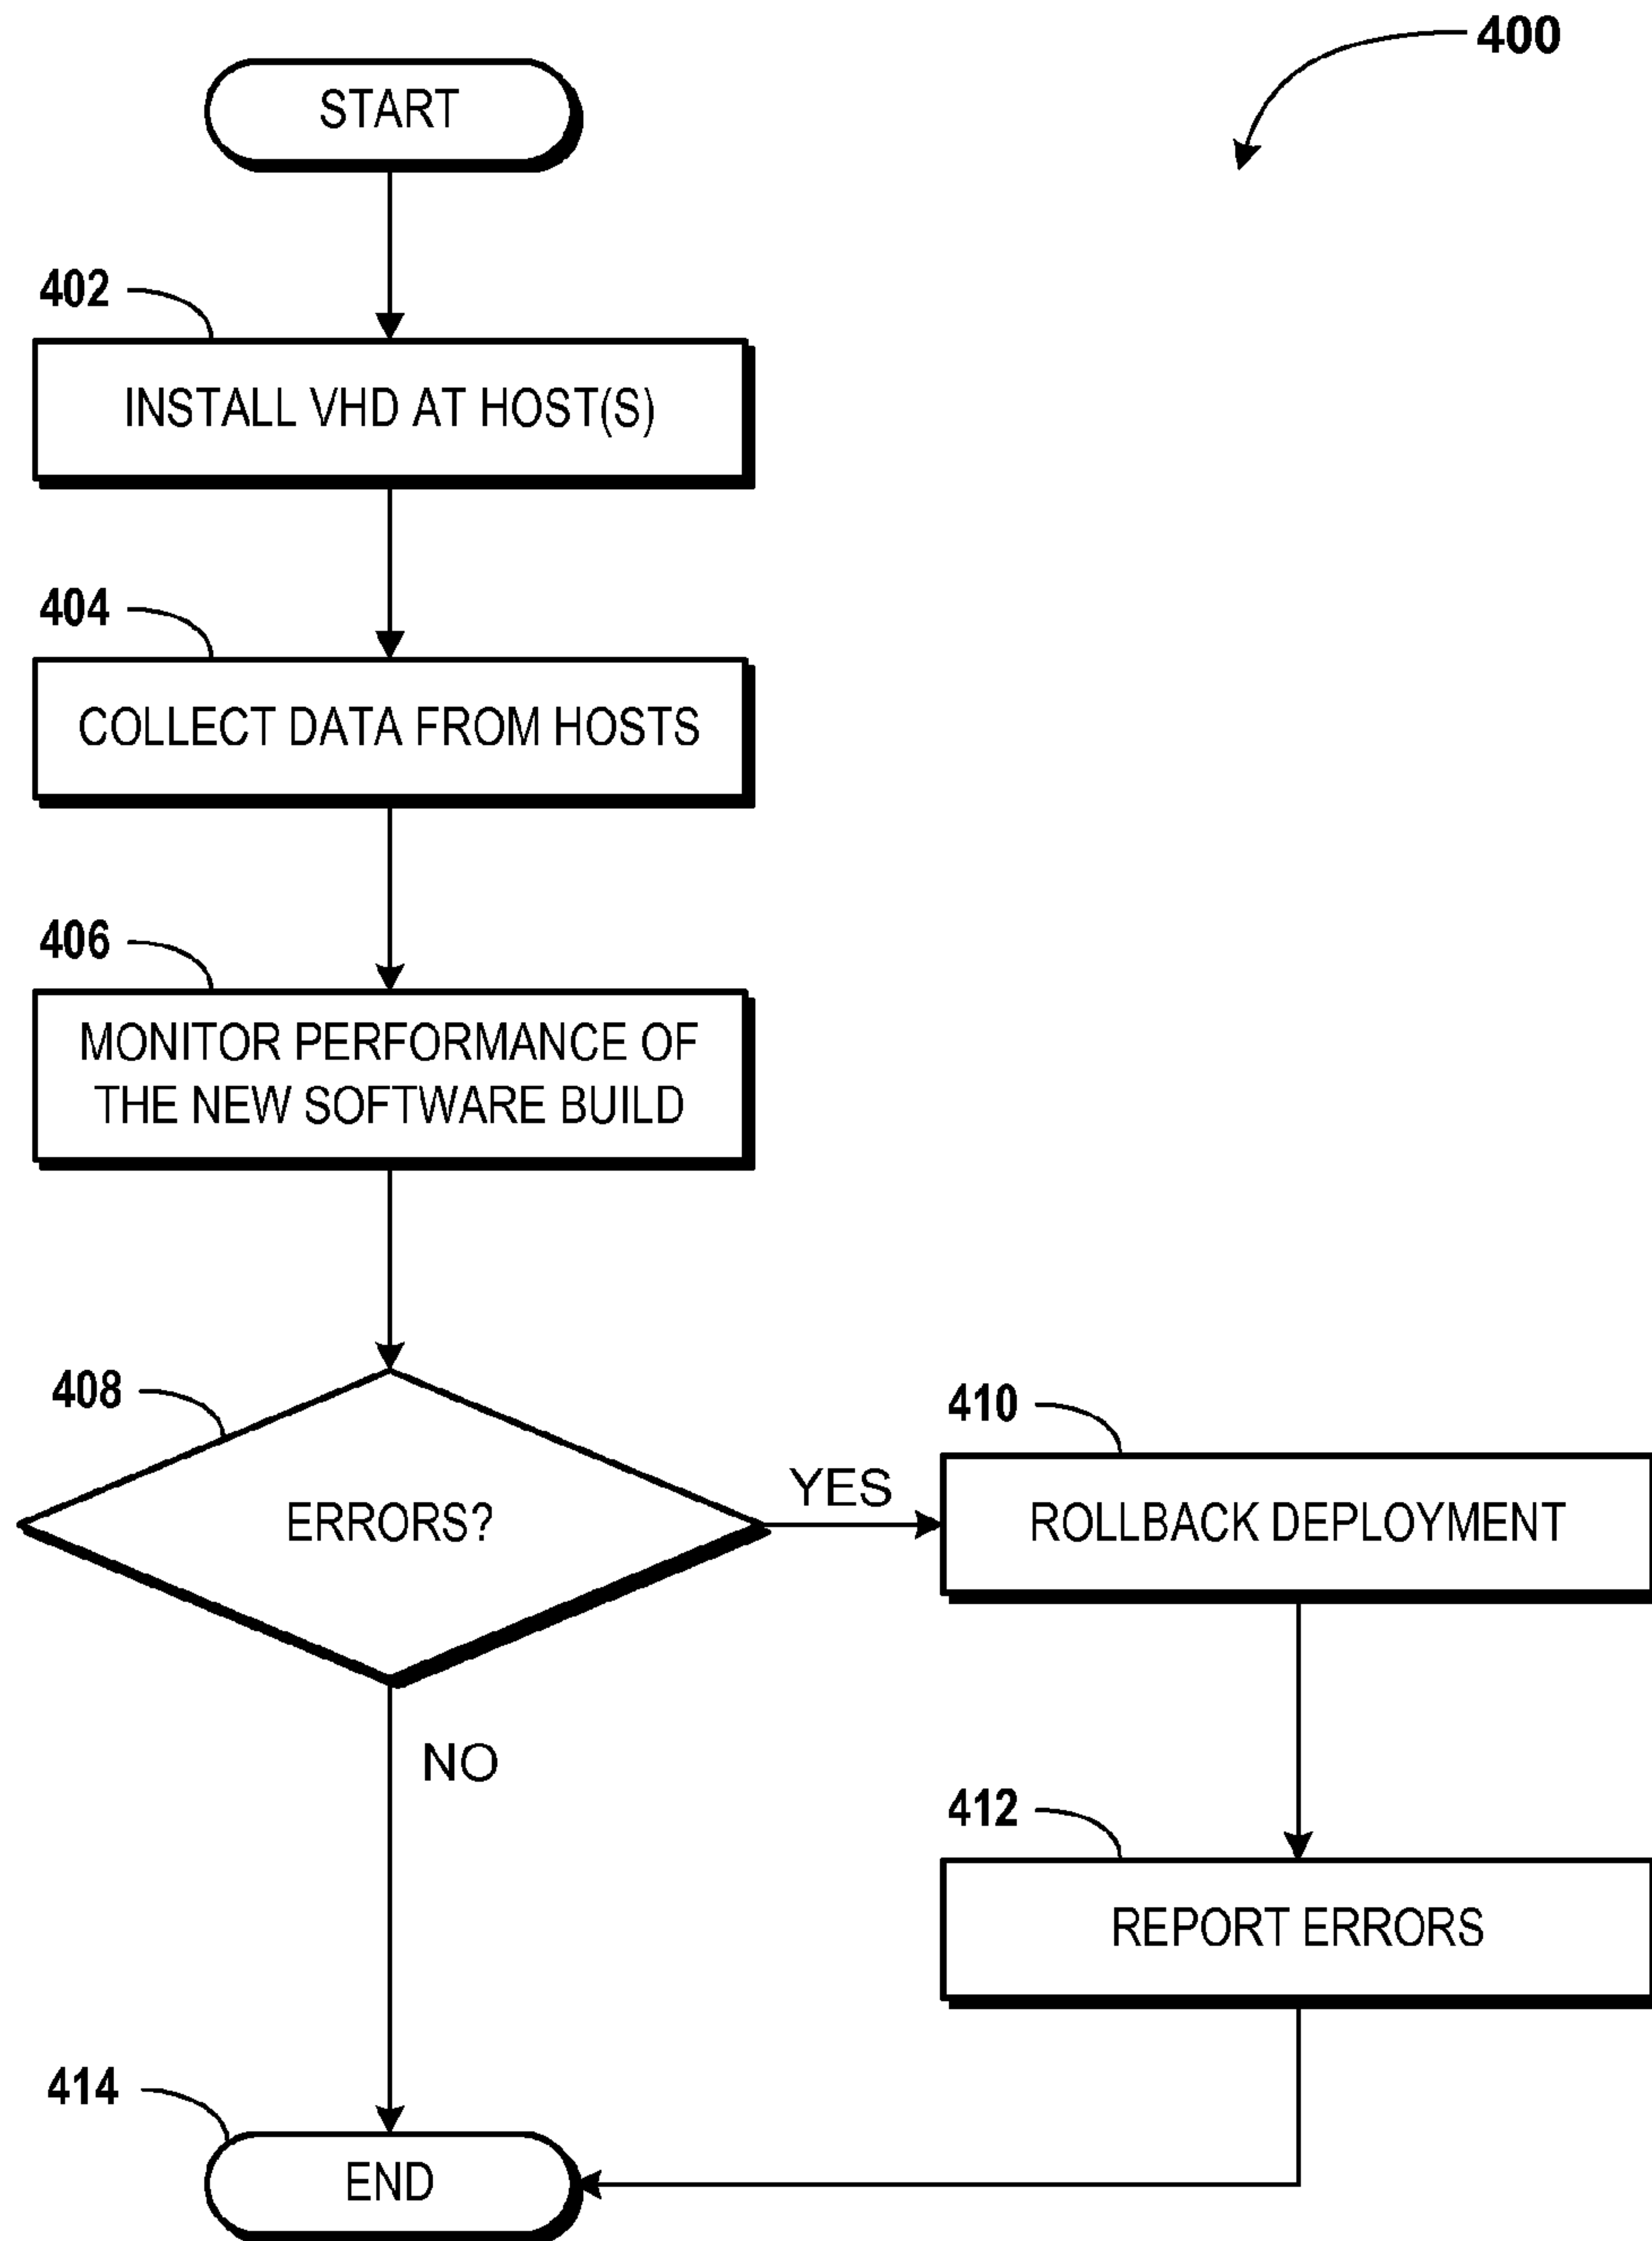 400
START
402
INSTALL VHD AT HOST(S)
404
COLLECT DATA FROM HOSTS
406
MONITOR PERFORMANCE OF
THE NEW SOFTWARE BUILD
408
ERRORS?
YES
410
ROLLBACK DEPLOYMENT
NO
412
REPORT ERRORS
414
END